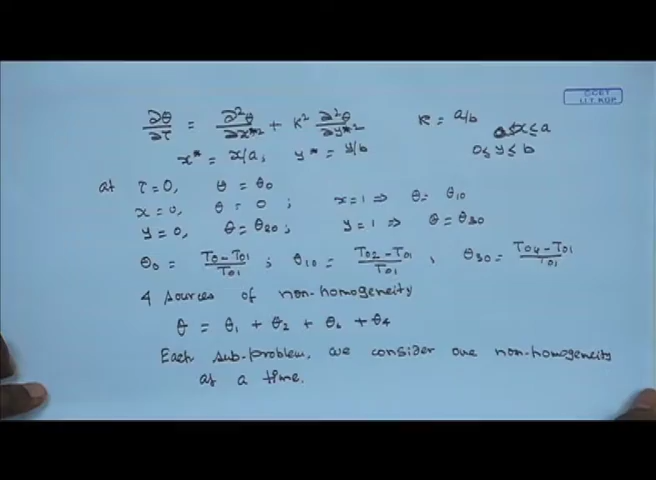 CCET
I.I.T. KGP
∂θ/∂τ = ∂²θ/∂x*² + K² ∂²θ/∂y*²   K = a/b   0≤x≤a
x* = x/a,   y* = y/b   0≤y≤b
at τ=0,   θ = θ0
x=0,   θ = 0 ;   x=1 ⇒ θ = θ10
y=0,   θ = θ20 ;   y=1 ⇒ θ = θ30
θ0 = (T0-T01)/T01 ; θ10 = (T02-T01)/T01 , θ30 = (T04-T01)/T01
4 sources of non-homogeneity
θ = θ1 + θ2 + θ3 + θ4
Each sub-problem, we consider one non-homogeneity
at a time.